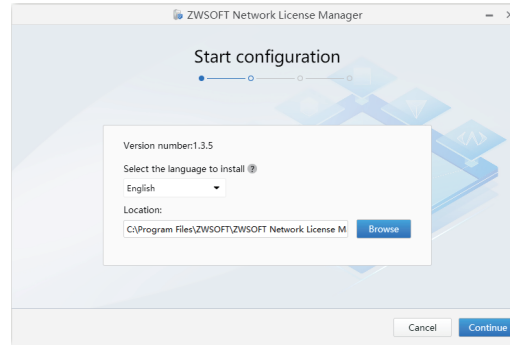 ZWSOFT Network License Manager
Start configuration
Version number:1.3.5
Select the language to install ?
English
Location:
C:\Program Files\ZWSOFT\ZWSOFT Network License M
Browse
Cancel
Continue